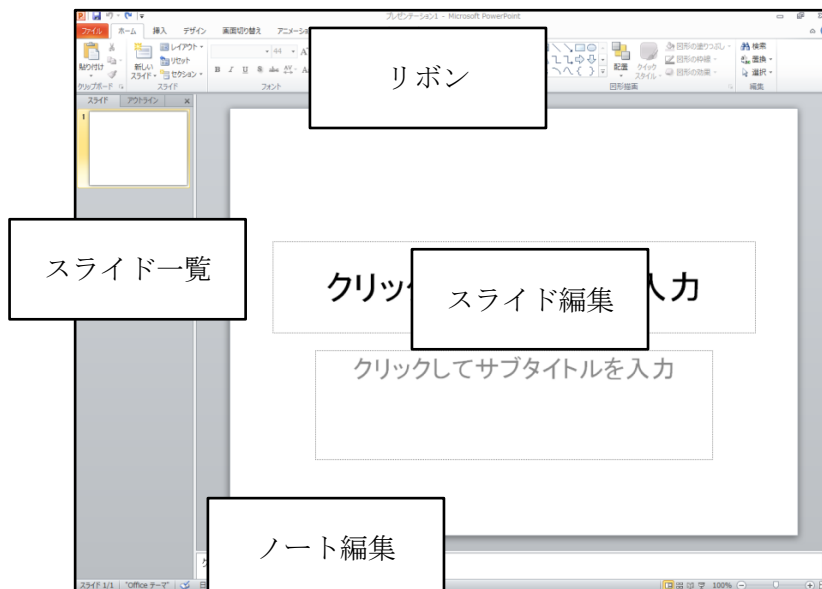 プレゼンテーション1 - Microsoft PowerPoint
ファイル ホーム 挿入 デザイン 画面切り替え アニメーショ
貼り付け
新しい
スライド
レイアウト
リセット
セクション
クリップボード スライド フォント
44
配置
クイック
スタイル
図形の塗りつぶし
図形の枠線
図形の効果
検索
置換
選択
図形描画 編集
リボン
スライド アウトライン
1
スライド一覧
クリッ 入力
スライド編集
クリックしてサブタイトルを入力
ノート編集
スライド 1/1 "Office テーマ" 100%